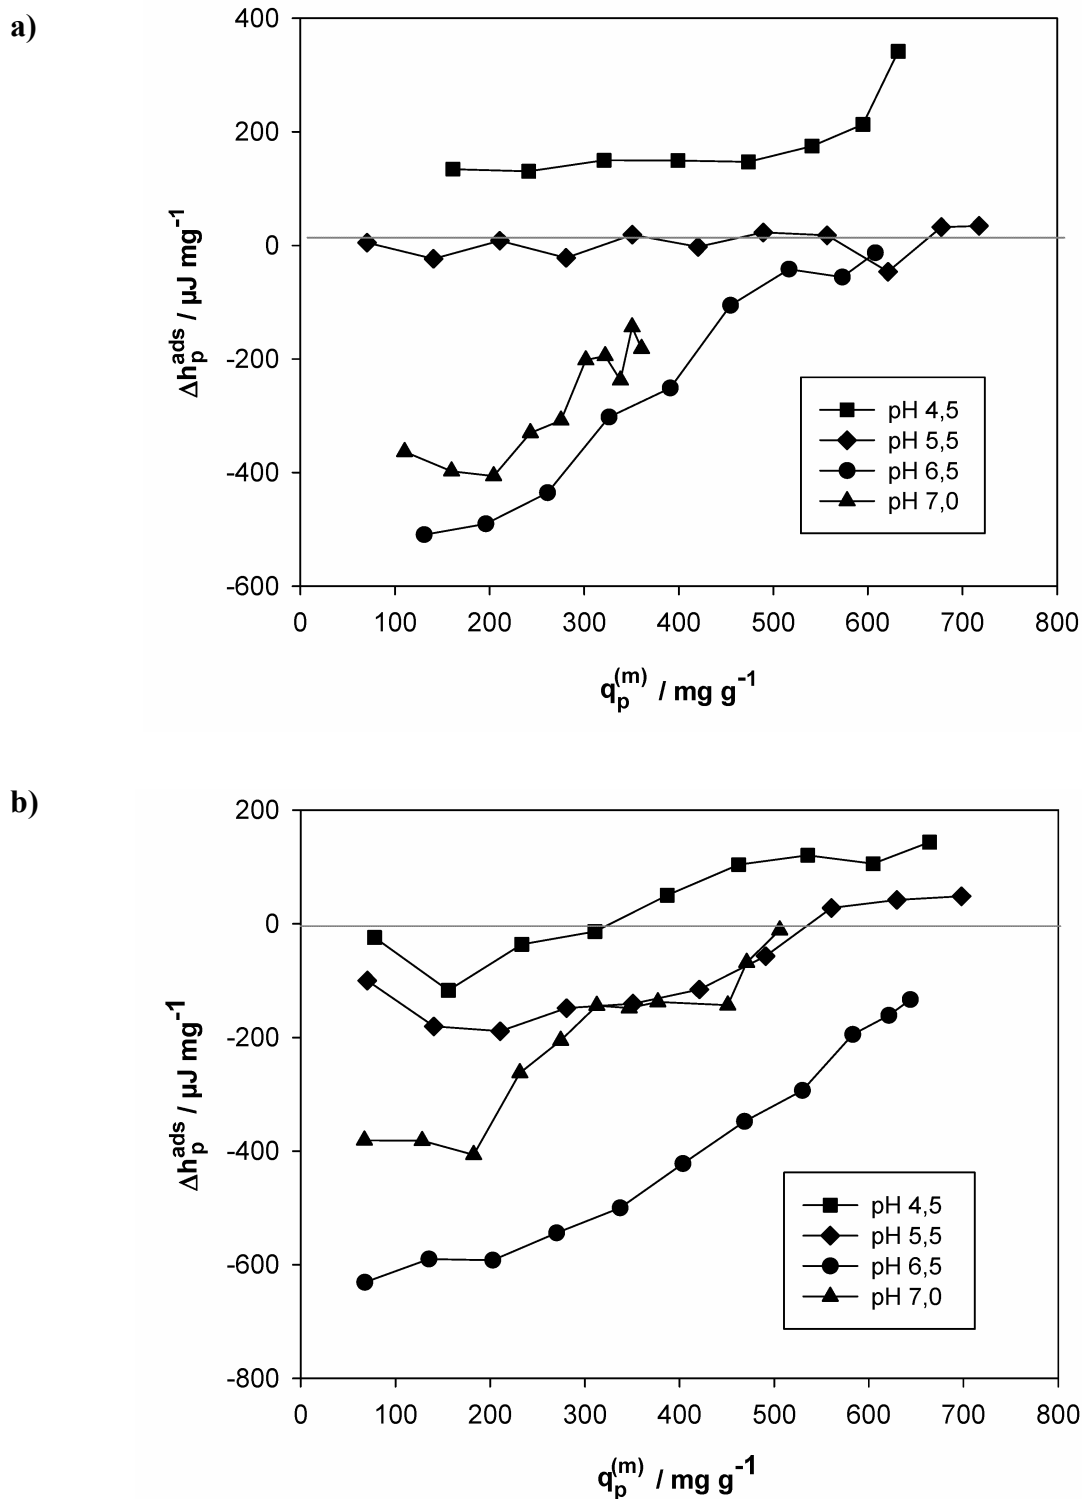 a)
400
200
0
-200
-400
-600
Δh_p^ads / µJ mg⁻¹
pH 4,5
pH 5,5
pH 6,5
pH 7,0
0 100 200 300 400 500 600 700 800
q_p^(m) / mg g⁻¹
b)
200
0
-200
-400
-600
-800
Δh_p^ads / µJ mg⁻¹
pH 4,5
pH 5,5
pH 6,5
pH 7,0
0 100 200 300 400 500 600 700 800
q_p^(m) / mg g⁻¹